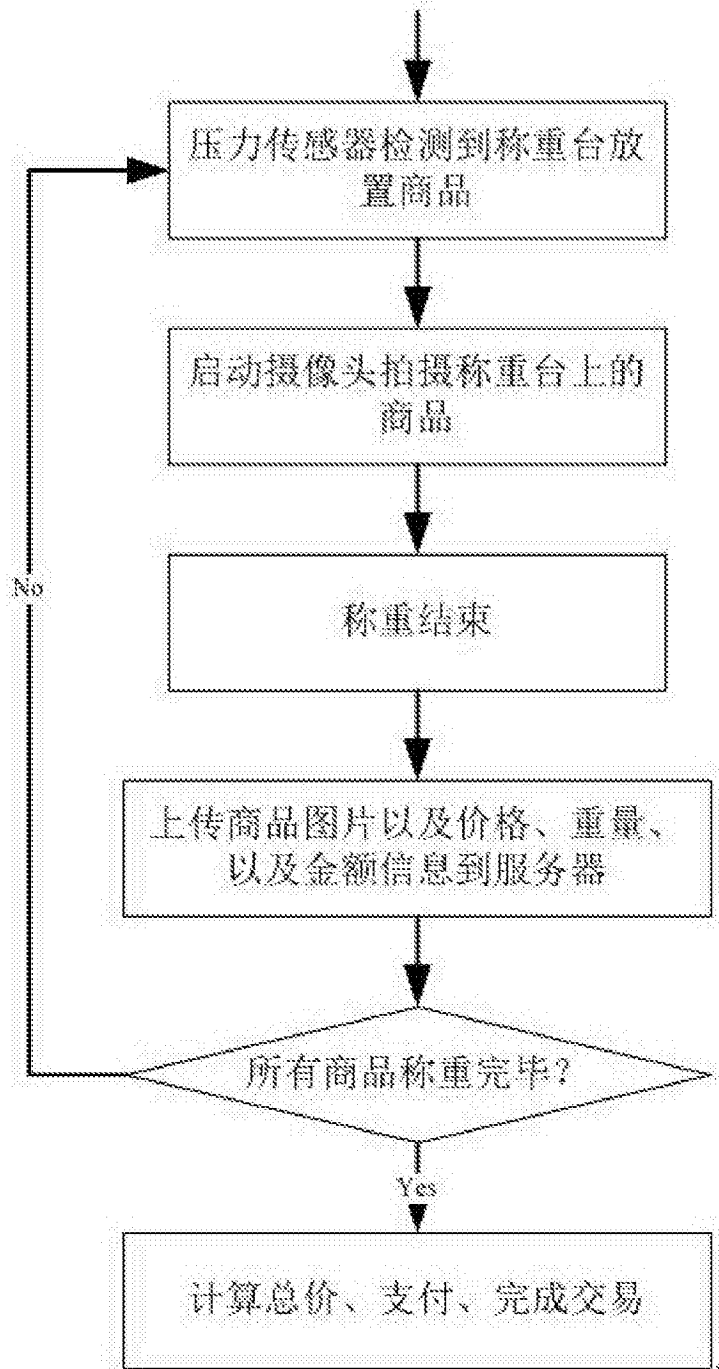 压力传感器检测到称重台放
置商品
启动摄像头拍摄称重台上的
商品
No
称重结束
上传商品图片以及价格、重量、
以及金额信息到服务器
所有商品称重完毕?
Yes
计算总价、支付、完成交易